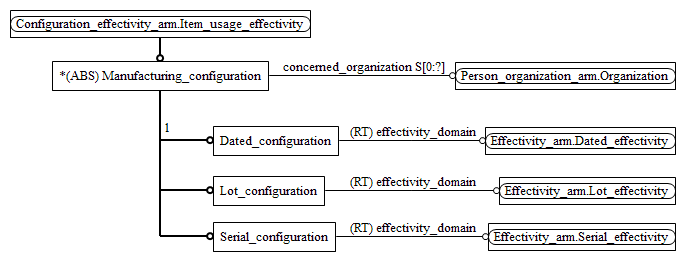 Configuration_effectivity_arm.Item_usage_effectivity
*(ABS) Manufacturing_configuration
concerned_organization S[0:?]
Person_organization_arm.Organization
1
Dated_configuration
(RT) effectivity_domain
Effectivity_arm.Dated_effectivity
Lot_configuration
(RT) effectivity_domain
Effectivity_arm.Lot_effectivity
Serial_configuration
(RT) effectivity_domain
Effectivity_arm.Serial_effectivity